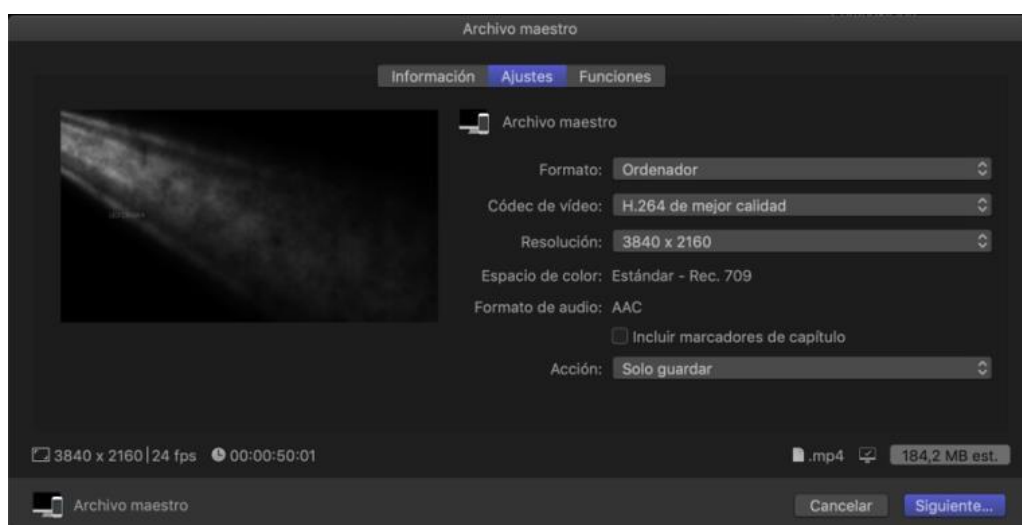 Archivo maestro
Información Ajustes Funciones
Archivo maestro
Formato: Ordenador
Códec de vídeo: H.264 de mejor calidad
Resolución: 3840 x 2160
Espacio de color: Estándar - Rec. 709
Formato de audio: AAC
Incluir marcadores de capítulo
Acción: Solo guardar
3840 x 2160 | 24 fps 00:00:50:01 .mp4 184,2 MB est.
Archivo maestro Cancelar Siguiente...